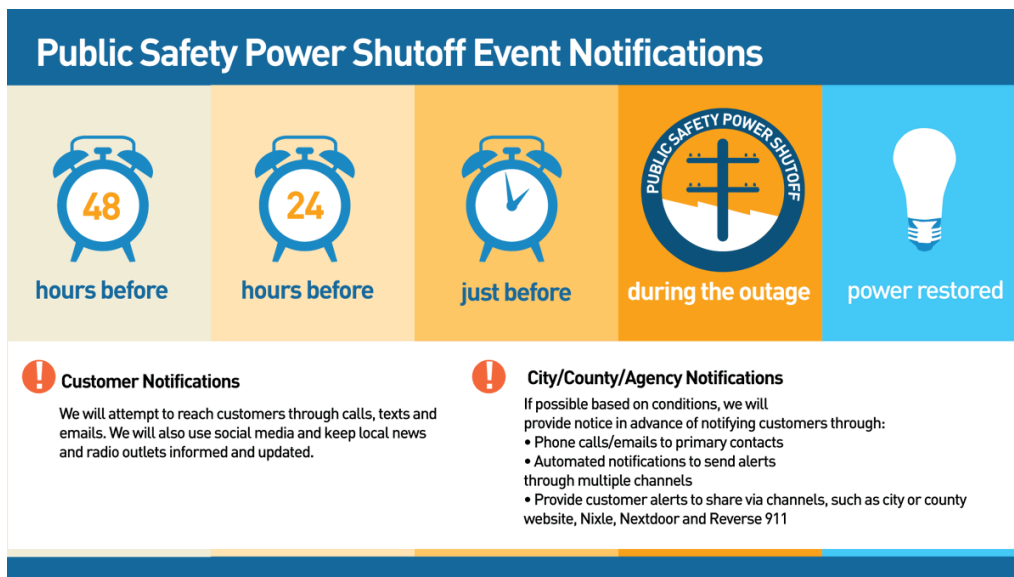 Public Safety Power Shutoff Event Notifications
48
hours before
24
hours before
just before
PUBLIC SAFETY POWER SHUTOFF
during the outage
power restored
! Customer Notifications
We will attempt to reach customers through calls, texts and
emails. We will also use social media and keep local news
and radio outlets informed and updated.
! City/County/Agency Notifications
If possible based on conditions, we will
provide notice in advance of notifying customers through:
• Phone calls/emails to primary contacts
• Automated notifications to send alerts
through multiple channels
• Provide customer alerts to share via channels, such as city or county
website, Nixle, Nextdoor and Reverse 911